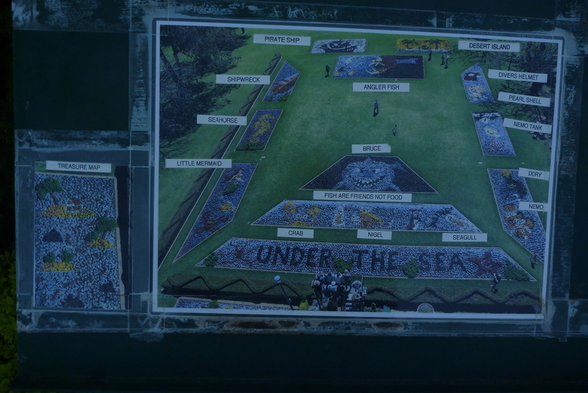 PIRATE SHIP
DESERT ISLAND
SHIPWRECK
ANGLER FISH
DIVERS HELMET
PEARL SHELL
SEAHORSE
NEMO TANK
BRUCE
LITTLE MERMAID
TREASURE MAP
DORY
FISH ARE FRIENDS NOT FOOD
NEMO
CRAB
NIGEL
SEAGULL
UNDER THE SEA